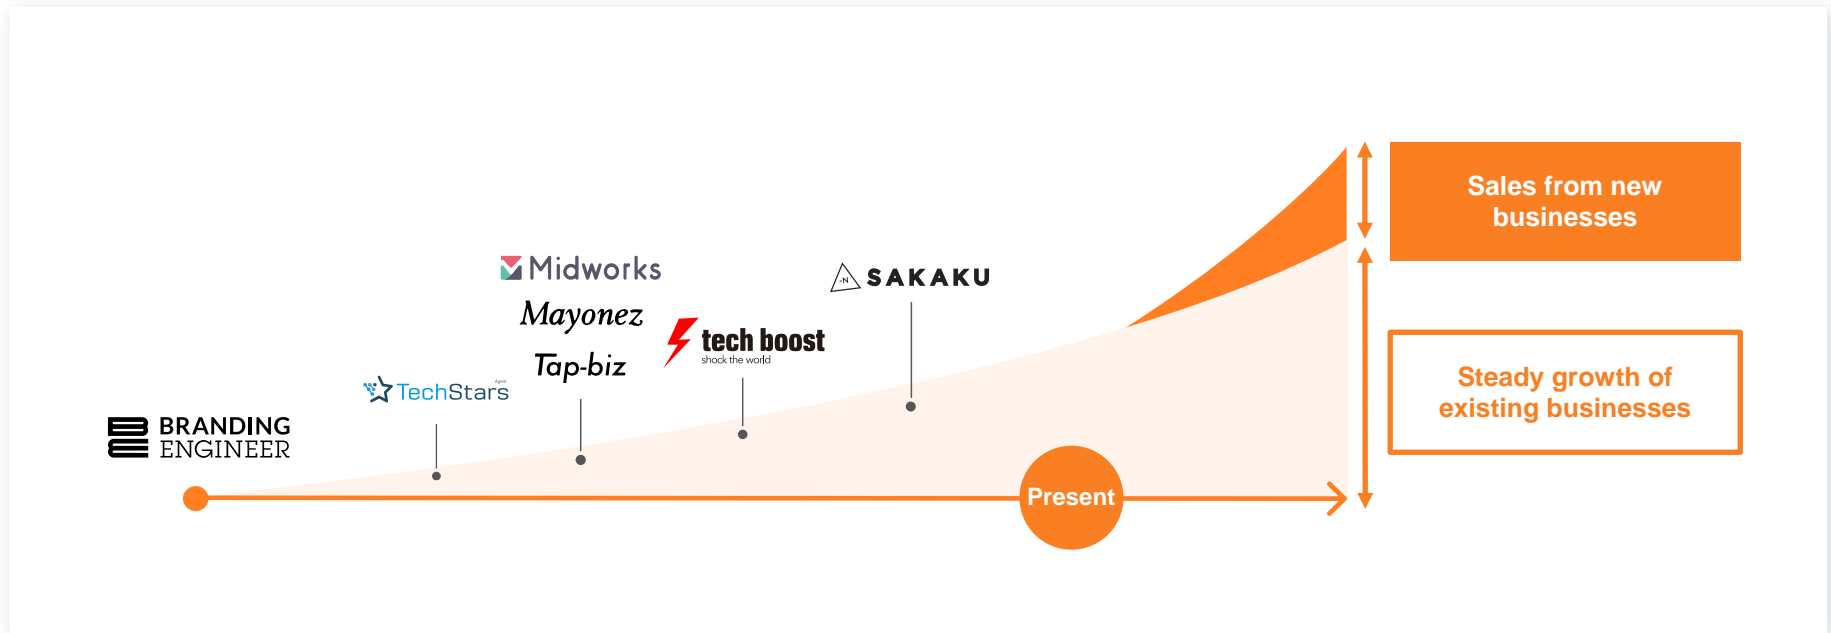 BRANDING
ENGINEER
Agent
TechStars
Midworks
Mayonez
Tap-biz
tech boost
shock the world
-N
SAKAKU
Present
Sales from new
businesses
Steady growth of
existing businesses